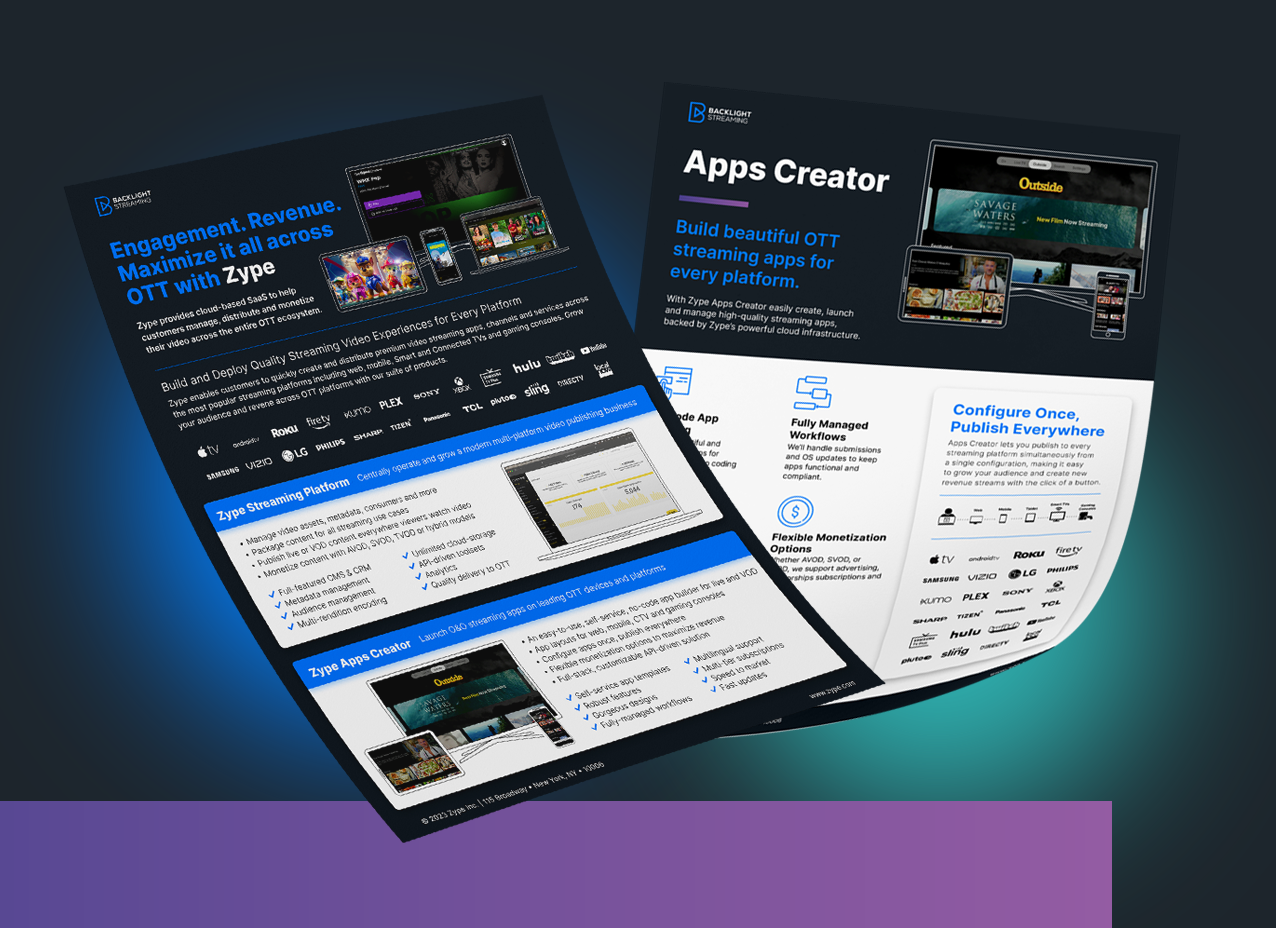 BACKLIGHT
STREAMING
Engagement. Revenue.
Maximize it all across
OTT with Zype
Zype provides cloud-based SaaS to help
customers manage, distribute and monetize
their video across the entire OTT ecosystem.
Build and Deploy Quality Streaming Video Experiences for Every Platform
Zype enables customers to quickly create and distribute premium video streaming apps, channels and services across
the most popular streaming platforms including web, mobile, Smart and Connected TVs and gaming consoles. Grow
your audience and revene across OTT platforms with our suite of products.
tv androidtv Roku firetv KUMO PLEX SONY XBOX SAMSUNG TV Plus hulu YouTube
SAMSUNG VIZIO LG PHILIPS SHARP TIZEN Panasonic TCL pluto sling DIRECTV local
Zype Streaming Platform Centrally operate and grow a modern multi-platform video publishing business
• Manage video assets, metadata, consumers and more
• Package content for all streaming use cases
• Publish live or VOD content everywhere viewers watch video
• Monetize content with AVOD, SVOD, TVOD or hybrid models
Full-featured CMS & CRM
Metadata management
Audience management
Multi-rendition encoding
Unlimited cloud-storage
API-driven toolsets
Analytics
Quality delivery to OTT
174
5,044
Zype Apps Creator Launch O&O streaming apps on leading OTT devices and platforms
Outside
SAVAGE
WATERS
New Film Now Streaming
• An easy-to-use, self-service, no-code app builder for live and VOD
• App layouts for web, mobile, CTV and gaming consoles
• Configure apps once, publish everywhere
• Flexible monetization options to maximize revenue
• Full-stack, customizable API-driven solution
Self-service app templates
Robust features
Gorgeous designs
Fully-managed workflows
Multilingual support
Multi-tier subscriptions
Speed to market
Fast updates
© 2023 Zype Inc. | 115 Broadway • New York, NY • 10006
www.zype.com
BACKLIGHT
STREAMING
Apps Creator
Build beautiful OTT
streaming apps for
every platform.
With Zype Apps Creator easily create, launch
and manage high-quality streaming apps,
backed by Zype's powerful cloud infrastructure.
Outside
SAVAGE
WATERS
New Film Now Streaming
Featured
ode App
Fully Managed
Workflows
We'll handle submissions
and OS updates to keep
apps functional and
compliant.
Flexible Monetization
Options
hether AVOD, SVOD, or
D, we support advertising,
orships subscriptions and
Configure Once,
Publish Everywhere
Apps Creator lets you publish to every
streaming platform simultaneously from
a single configuration, making it easy
to grow your audience and create new
revenue streams with the click of a button.
Web Mobile Tablet Smart TVs Gaming Consoles
tv androidtv Roku firetv
SAMSUNG VIZIO LG PHILIPS
KUMO PLEX SONY XBOX
SHARP TIZEN Panasonic TCL
SAMSUNG TV Plus hulu YouTube
pluto sling DIRECTV local